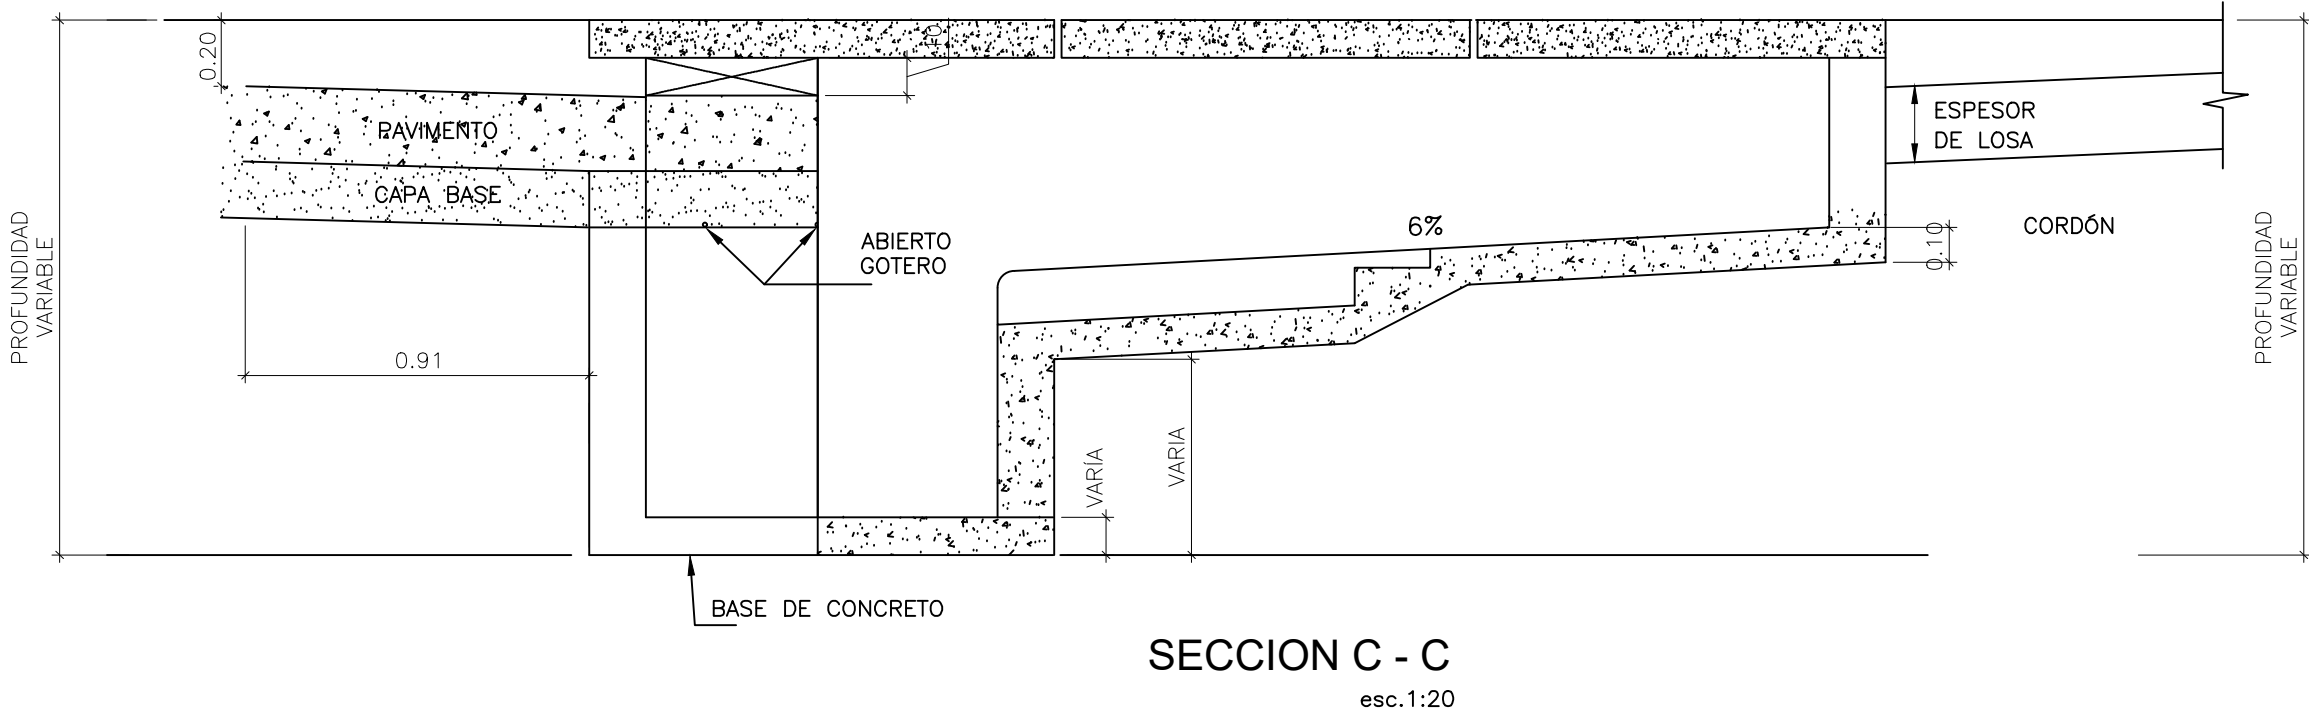 0.20
PAVIMENTO
CAPA BASE
PROFUNDIDAD
VARIABLE
0.91
ABIERTO
GOTERO
6%
ESPESOR
DE LOSA
CORDÓN
0.10
PROFUNDIDAD
VARIABLE
VARÍA
VARIA
BASE DE CONCRETO
SECCION C - C
esc.1:20